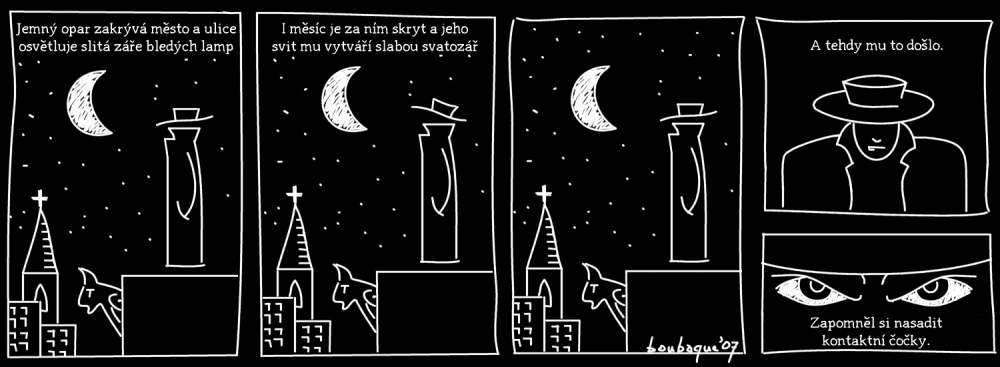 Jemný opar zakrývá město a ulice
osvětluje slitá záře bledých lamp
I měsíc je za ním skryt a jeho
svit mu vytváří slabou svatozář
boubaque'07
A tehdy mu to došlo.
Zapomněl si nasadit
kontaktní čočky.